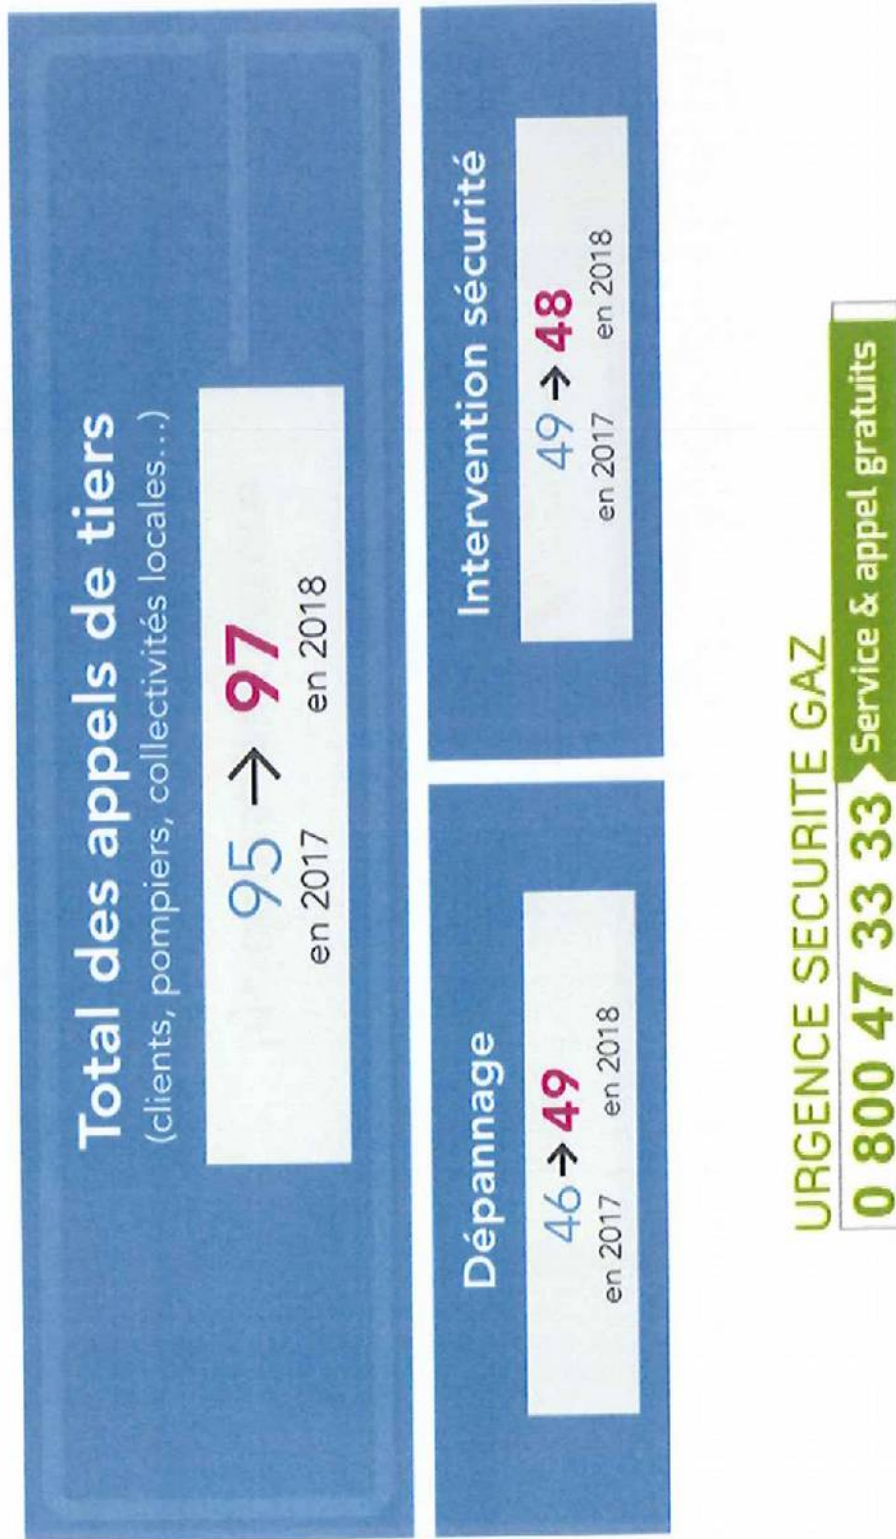 Total des appels de tiers
(clients, pompiers, collectivités locales...)
95 → 97
en 2017 en 2018
Dépannage
46 → 49
en 2017 en 2018
Intervention sécurité
49 → 48
en 2017 en 2018
URGENCE SECURITE GAZ
0 800 47 33 33 Service & appel gratuits